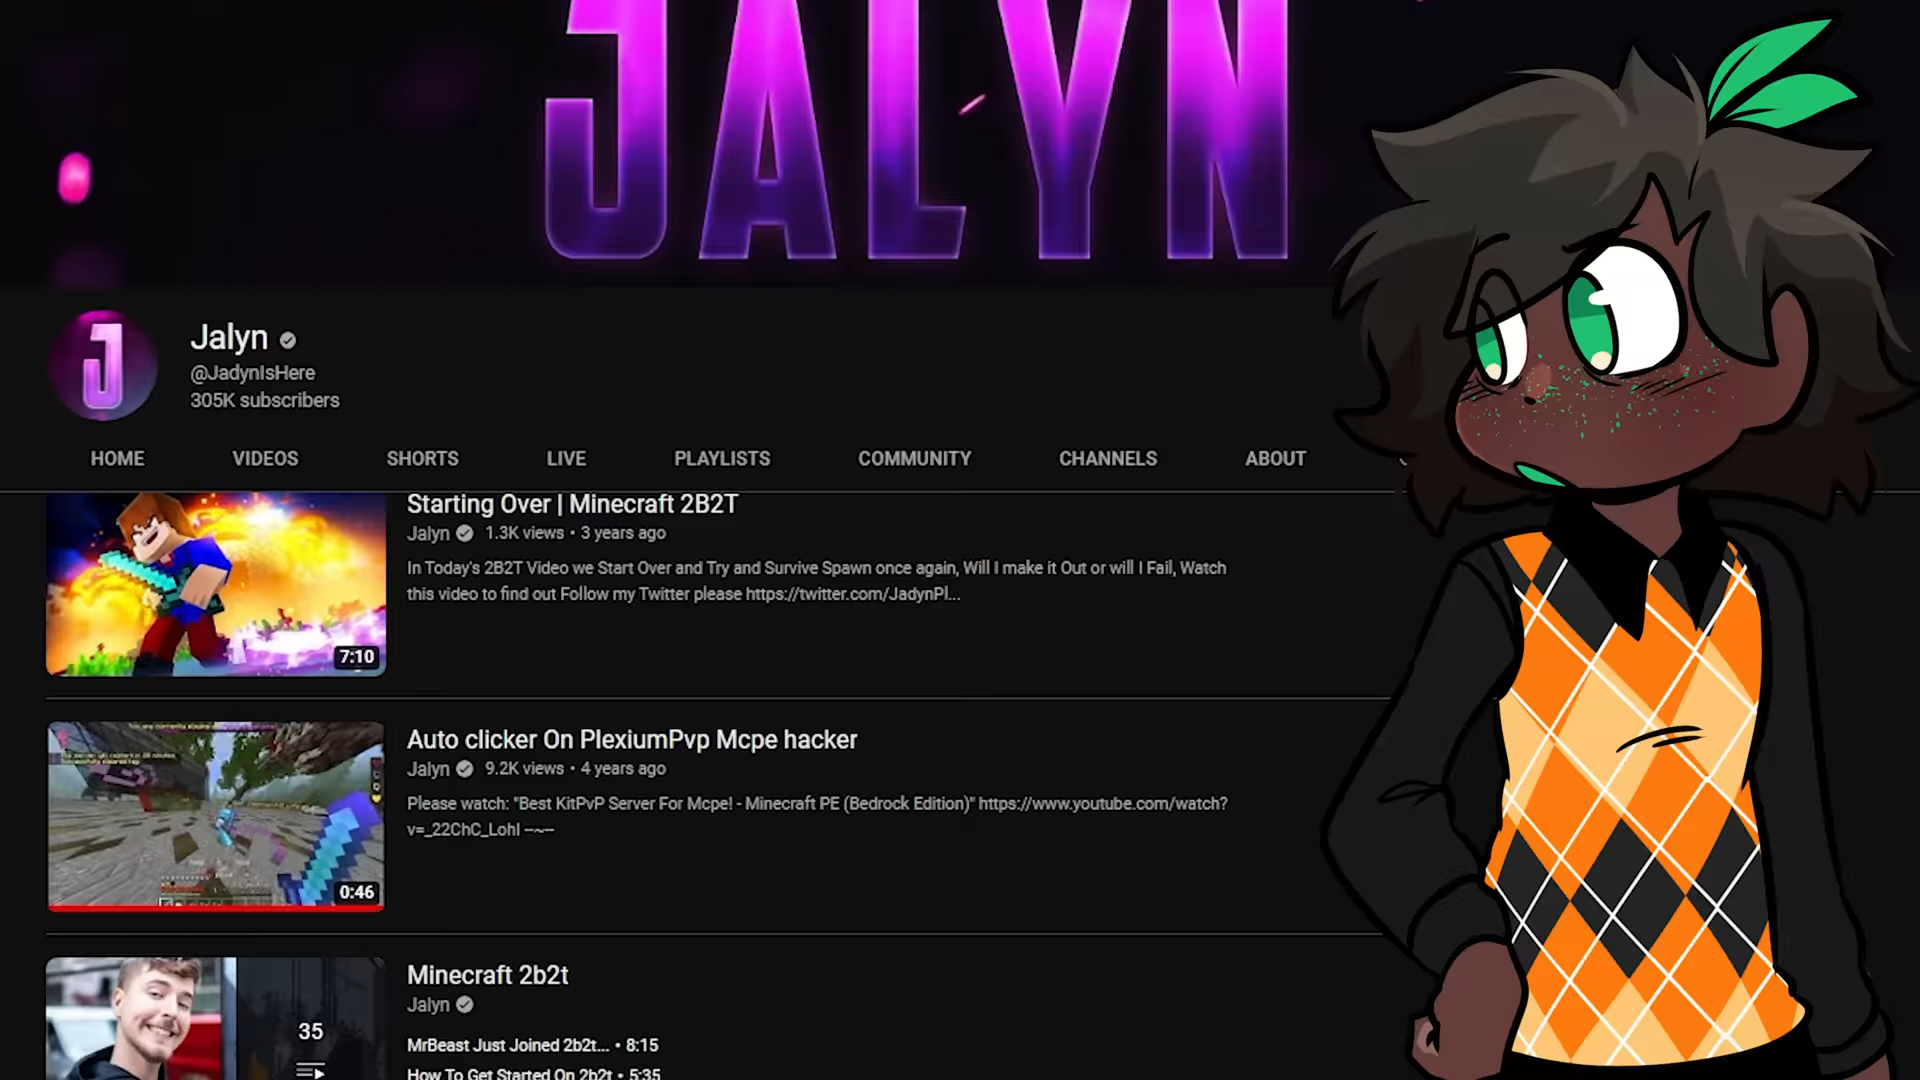 JALYN
J
Jalyn
@JadynIsHere
305K subscribers
HOME VIDEOS SHORTS LIVE PLAYLISTS COMMUNITY CHANNELS ABOUT
Starting Over | Minecraft 2B2T
Jalyn 1.3K views • 3 years ago
In Today's 2B2T Video we Start Over and Try and Survive Spawn once again, Will I make it Out or will I Fail, Watch
this video to find out Follow my Twitter please https://twitter.com/JadynPl...
7:10
Auto clicker On PlexiumPvp Mcpe hacker
Jalyn 9.2K views • 4 years ago
Please watch: "Best KitPvP Server For Mcpe! - Minecraft PE (Bedrock Edition)" https://www.youtube.com/watch?
v=_22ChC_LohI --~--
0:46
Minecraft 2b2t
Jalyn
35
MrBeast Just Joined 2b2t... • 8:15
How To Get Started On 2b2t • 5:35